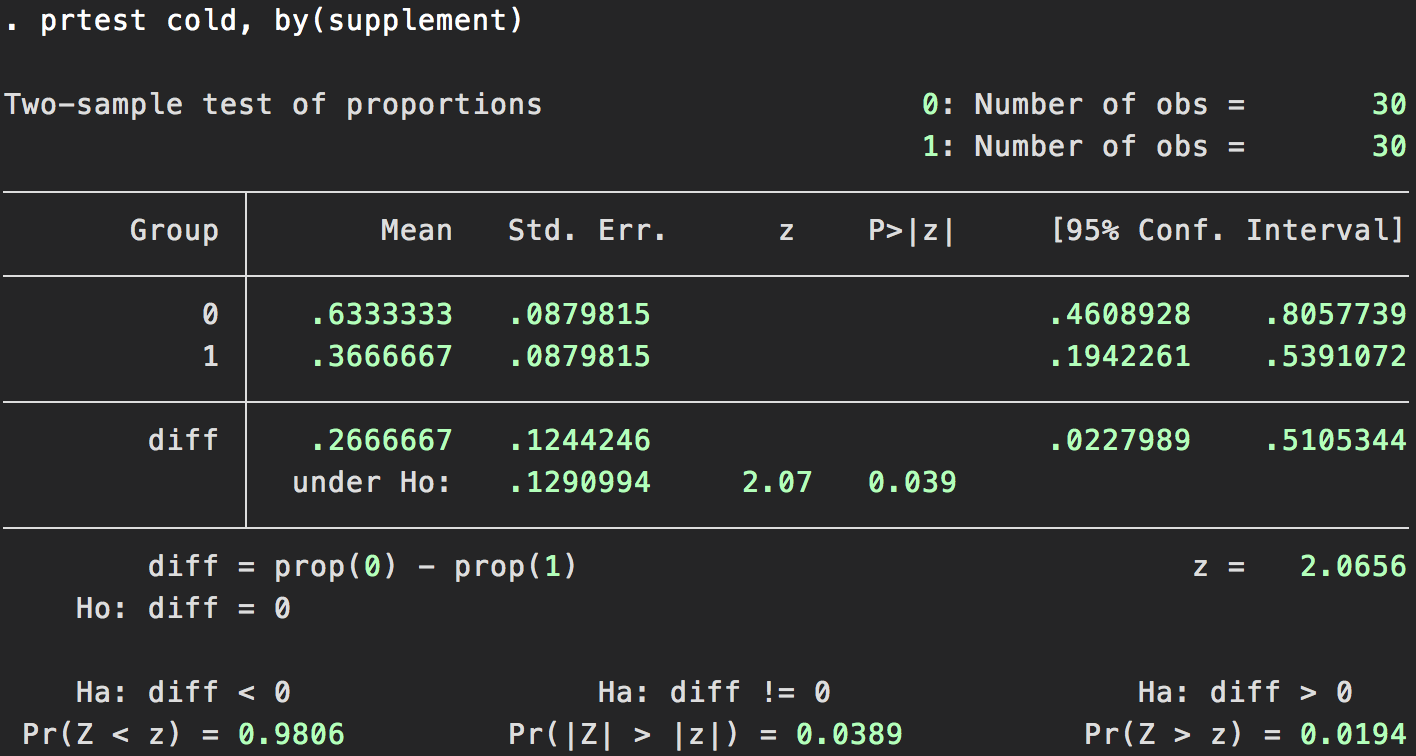 . prtest cold, by(supplement)
Two-sample test of proportions 0: Number of obs = 30
1: Number of obs = 30
Group Mean Std. Err. z P>|z| [95% Conf. Interval]
0 .6333333 .0879815 .4608928 .8057739
1 .3666667 .0879815 .1942261 .5391072
diff .2666667 .1244246 .0227989 .5105344
under Ho: .1290994 2.07 0.039
diff = prop(0) - prop(1) z = 2.0656
Ho: diff = 0
Ha: diff < 0 Ha: diff != 0 Ha: diff > 0
Pr(Z < z) = 0.9806 Pr(|Z| > |z|) = 0.0389 Pr(Z > z) = 0.0194